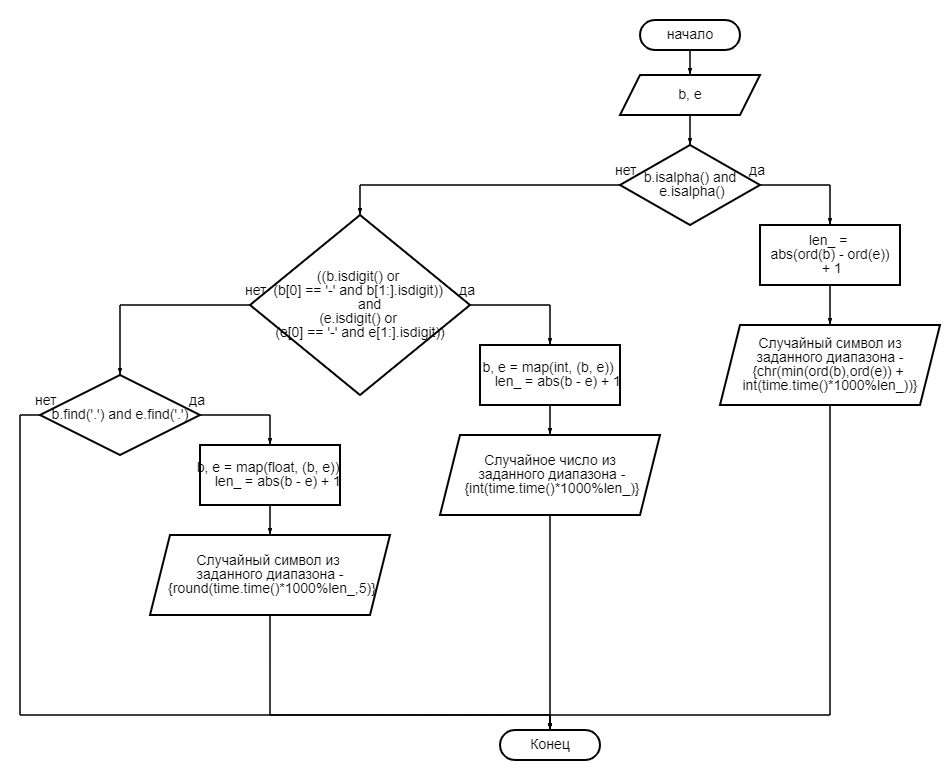 начало
b, e
нет
да
b.isalpha() and
e.isalpha()
len_ =
abs(ord(b) - ord(e))
+ 1
Случайный символ из
заданного диапазона -
{chr(min(ord(b),ord(e)) +
int(time.time()*1000%len_))}
нет
да
((b.isdigit() or
(b[0] == '-' and b[1:].isdigit))
and
(e.isdigit() or
(e[0] == '-' and e[1:].isdigit))
b, e = map(int, (b, e))
len_ = abs(b - e) + 1
Случайное число из
заданного диапазона -
{int(time.time()*1000%len_)}
нет
да
b.find('.') and e.find('.')
b, e = map(float, (b, e))
len_ = abs(b - e) + 1
Случайный символ из
заданного диапазона -
{round(time.time()*1000%len_,5)}
Конец